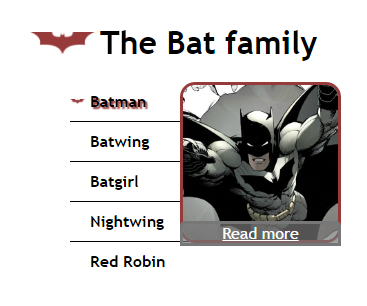 The Bat family
Batman
Batwing
Batgirl
Nightwing
Red Robin
Read more